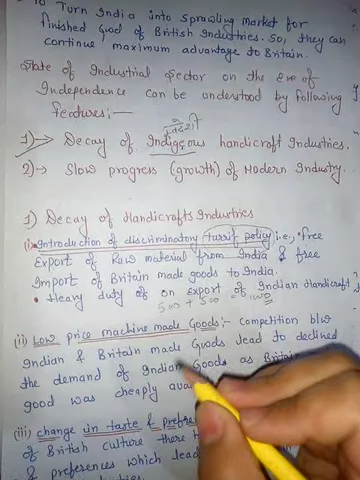 To Turn India into sprawling market for
finished Good of British Industries. So, they can
continue maximum advantage to Britain.
State of Industrial Sector on the Eve of
Independence can be understood by following
features:—
1) → Decay of Indigeous handicraft Industries.
2) → Slow progress (growth) of Modern Industry.
1) Decay of Handicrafts Industries
(i) Introduction of discriminatory tarrif policy i.e., free
Export of Raw material from India & free
Import of Britain made goods to India.
• Heavy duty of on export of Indian Handicraft
500 + 500 = 1000
(ii) Low price machine made Goods:- Competition b/w
Indian & Britain made Goods lead to declined
the demand of Indian Goods as Britain
good was cheaply
(iii) change in taste &
of British culture there
of preferences which